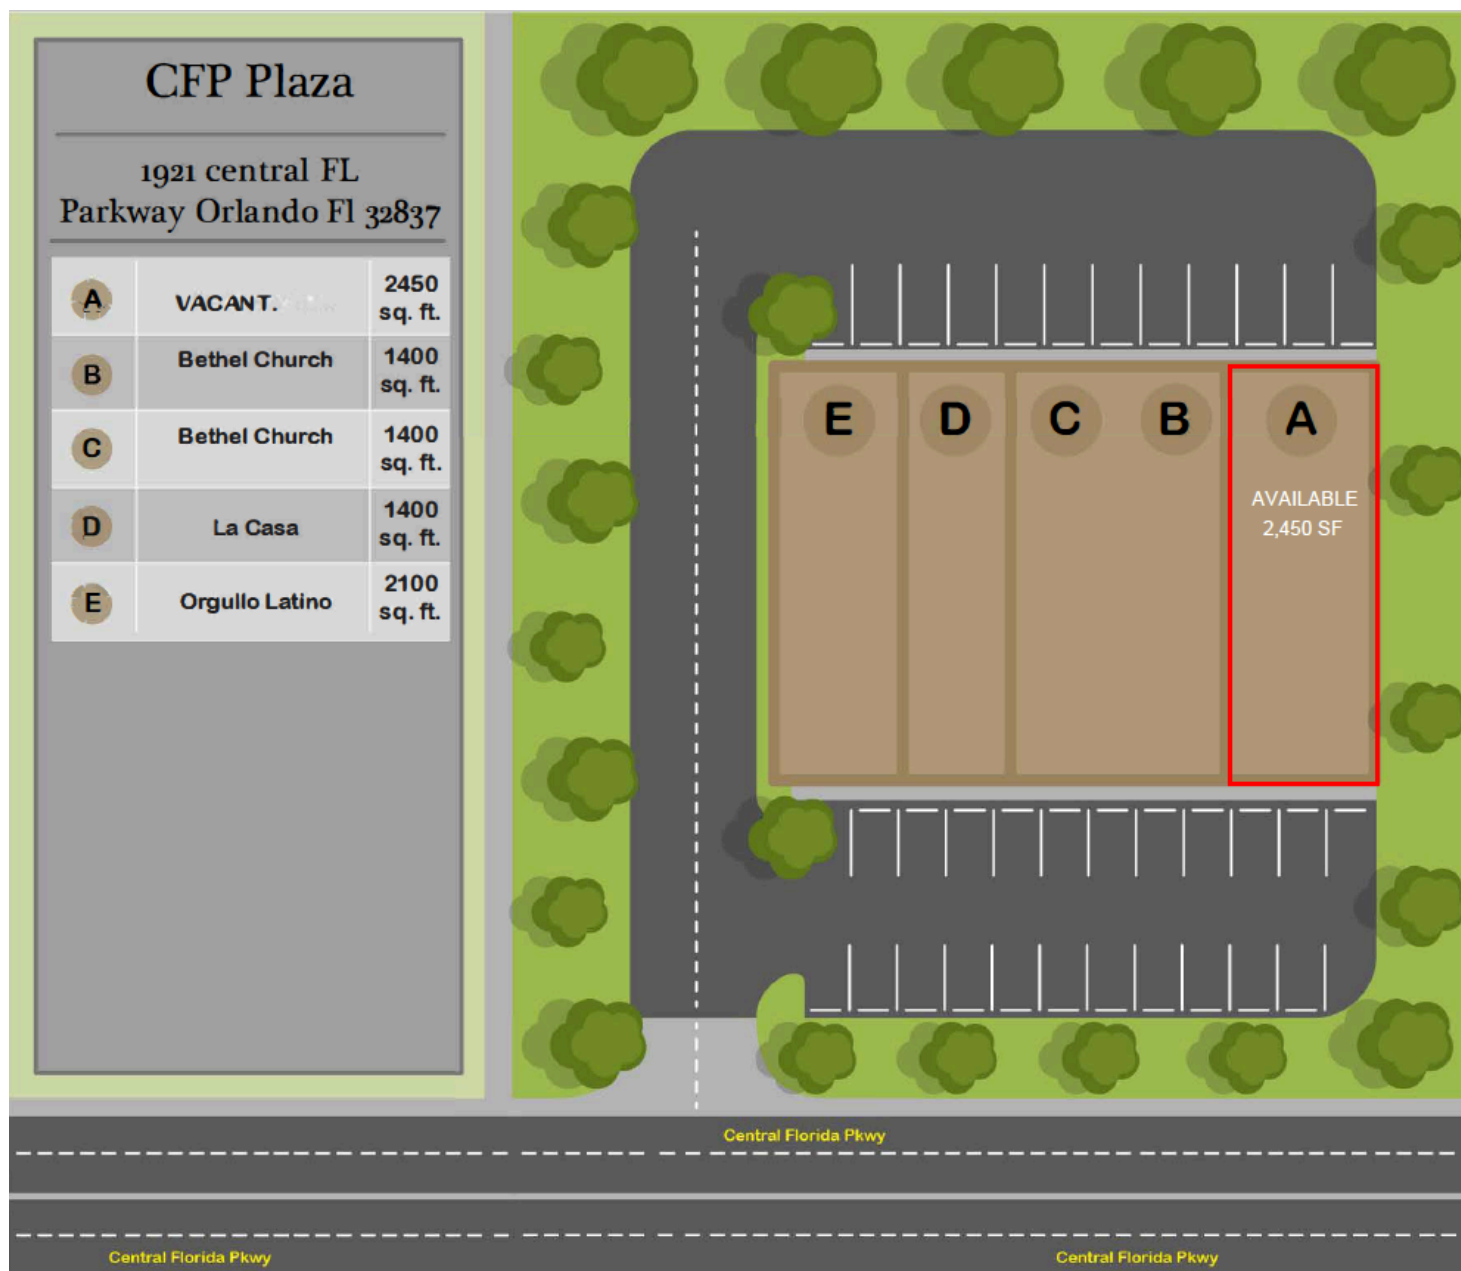 CFP Plaza
1921 central FL
Parkway Orlando Fl 32837
A
VACANT.
2450
sq. ft.
B
Bethel Church
1400
sq. ft.
C
Bethel Church
1400
sq. ft.
D
La Casa
1400
sq. ft.
E
Orgullo Latino
2100
sq. ft.
E D C B A
AVAILABLE
2,450 SF
Central Florida Pkwy
Central Florida Pkwy
Central Florida Pkwy